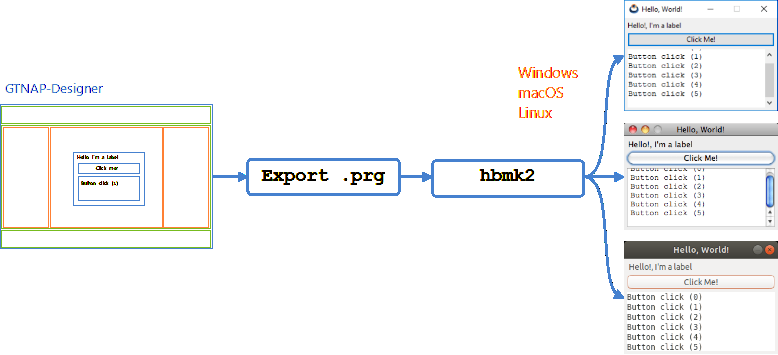 GTNAP-Designer
Hello I'm a label
Click me!
Button click (1)
Export .prg
hbmk2
Windows
macOS
Linux
Hello, World!
Hello!, I'm a label
Click Me!
Button click (1)
Button click (2)
Button click (3)
Button click (4)
Button click (5)
Hello, World!
Hello!, I'm a label
Click Me!
Button click (0)
Button click (1)
Button click (2)
Button click (3)
Button click (4)
Button click (5)
Hello, World!
Hello!, I'm a label
Click Me!
Button click (0)
Button click (1)
Button click (2)
Button click (3)
Button click (4)
Button click (5)